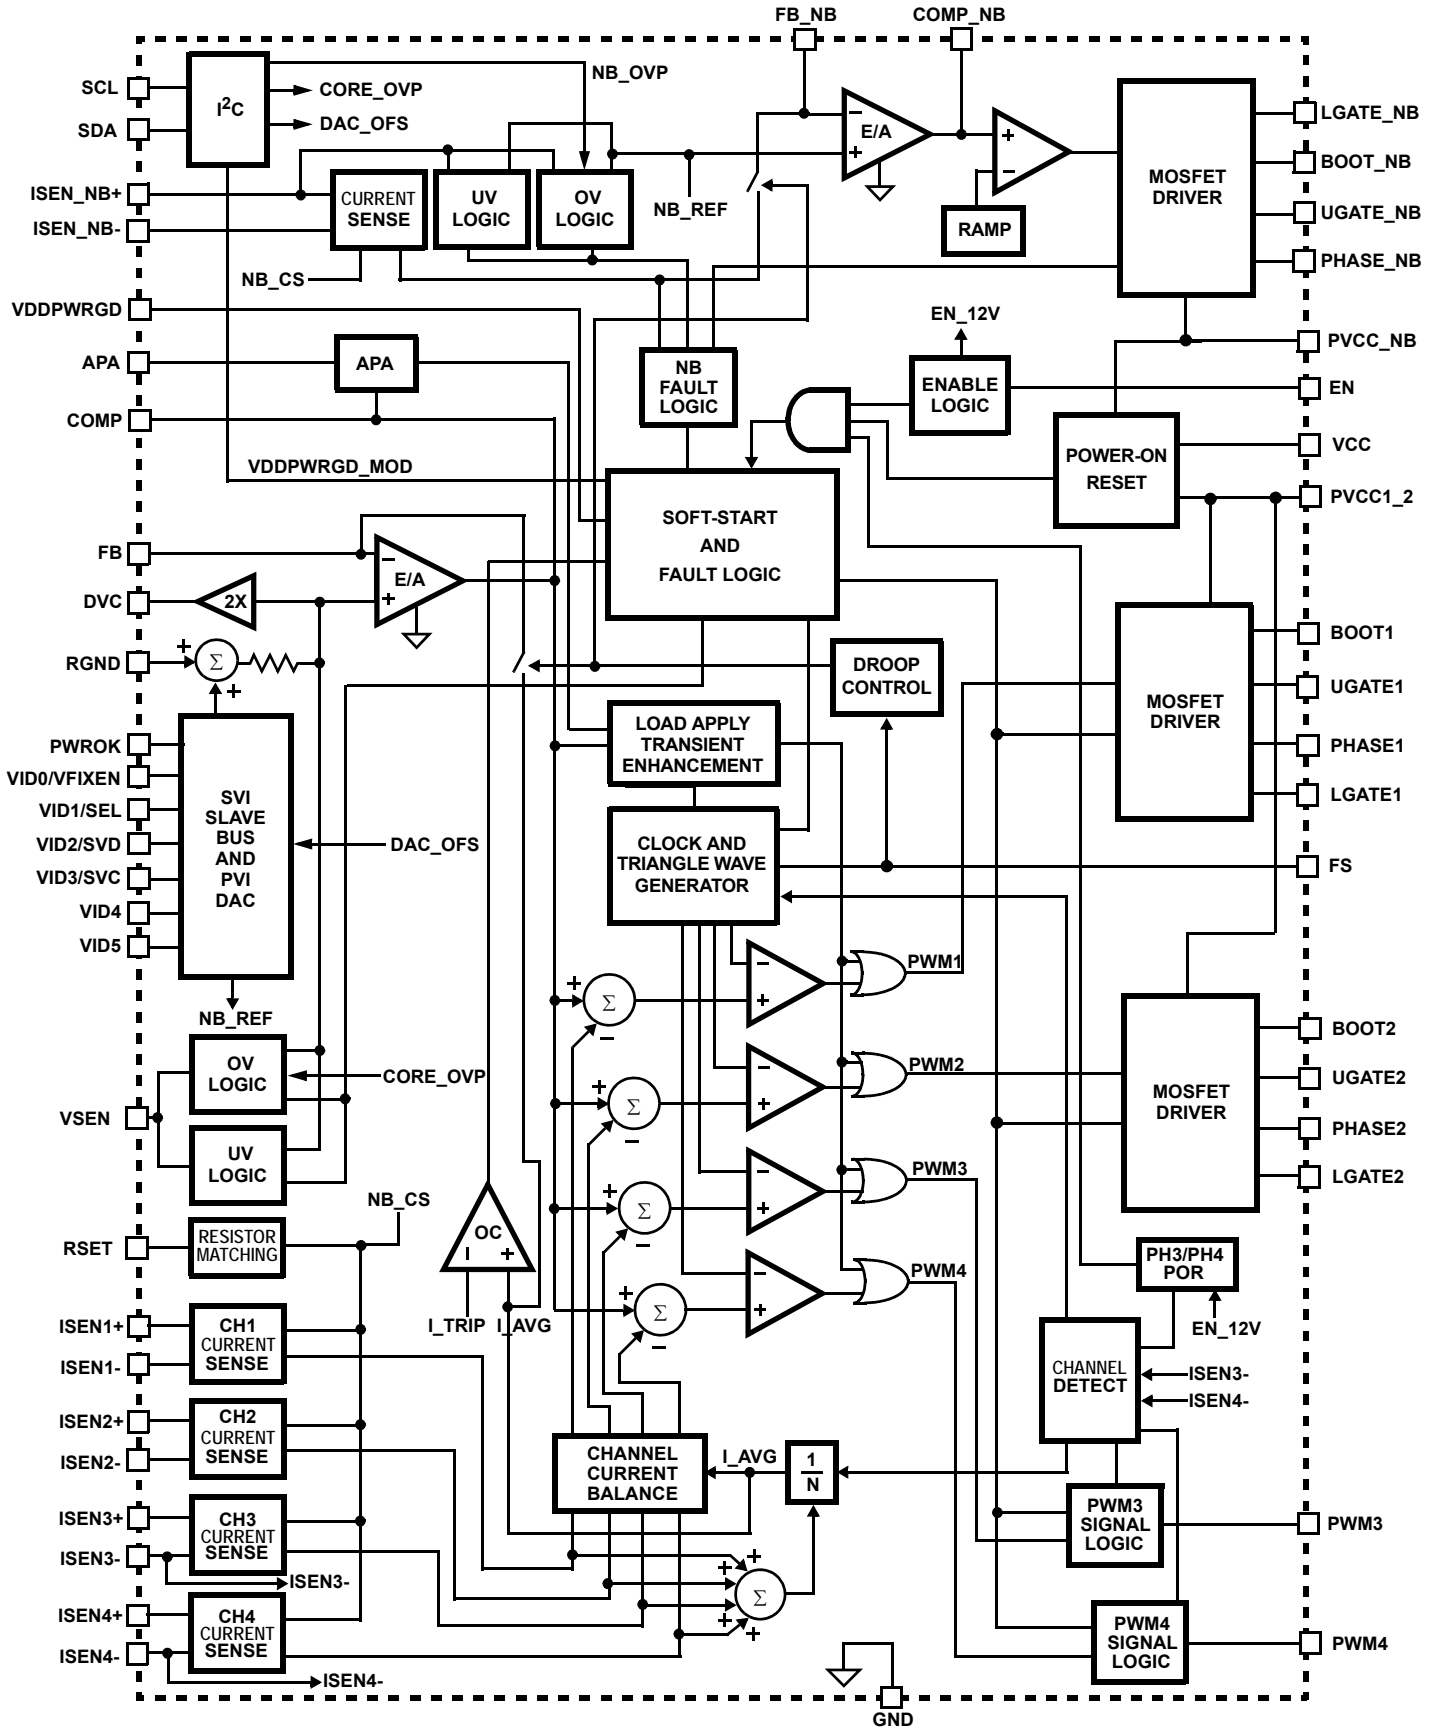 FB_NB
COMP_NB
SCL
SDA
I2C
NB_OVP
CORE_OVP
DAC_OFS
ISEN_NB+
ISEN_NB-
CURRENT
SENSE
UV
LOGIC
OV
LOGIC
NB_REF
−
E/A
+
+
−
RAMP
MOSFET
DRIVER
LGATE_NB
BOOT_NB
UGATE_NB
PHASE_NB
NB_CS
VDDPWRGD
APA
APA
NB
FAULT
LOGIC
EN_12V
ENABLE
LOGIC
PVCC_NB
EN
COMP
VDDPWRGD_MOD
SOFT-START
AND
FAULT LOGIC
POWER-ON
RESET
VCC
PVCC1_2
FB
−
E/A
+
DVC
2X
RGND
+
Σ
+
DROOP
CONTROL
MOSFET
DRIVER
BOOT1
UGATE1
PHASE1
LGATE1
LOAD APPLY
TRANSIENT
ENHANCEMENT
PWROK
VID0/VFIXEN
VID1/SEL
VID2/SVD
VID3/SVC
VID4
VID5
SVI
SLAVE
BUS
AND
PVI
DAC
DAC_OFS
NB_REF
CLOCK AND
TRIANGLE WAVE
GENERATOR
FS
+
Σ
−
−
+
PWM1
+
Σ
−
−
+
PWM2
+
Σ
−
−
+
PWM3
+
Σ
−
−
+
PWM4
MOSFET
DRIVER
BOOT2
UGATE2
PHASE2
LGATE2
OV
LOGIC
CORE_OVP
VSEN
UV
LOGIC
RSET
RESISTOR
MATCHING
NB_CS
OC
−
+
I_TRIP
I_AVG
PH3/PH4
POR
EN_12V
CHANNEL
DETECT
ISEN3-
ISEN4-
ISEN1+
ISEN1-
CH1
CURRENT
SENSE
ISEN2+
ISEN2-
CH2
CURRENT
SENSE
ISEN3+
ISEN3-
CH3
CURRENT
SENSE
ISEN3-
ISEN4+
ISEN4-
CH4
CURRENT
SENSE
ISEN4-
CHANNEL
CURRENT
BALANCE
I_AVG
1
N
+
+
Σ
+
+
PWM3
SIGNAL
LOGIC
PWM3
PWM4
SIGNAL
LOGIC
PWM4
GND